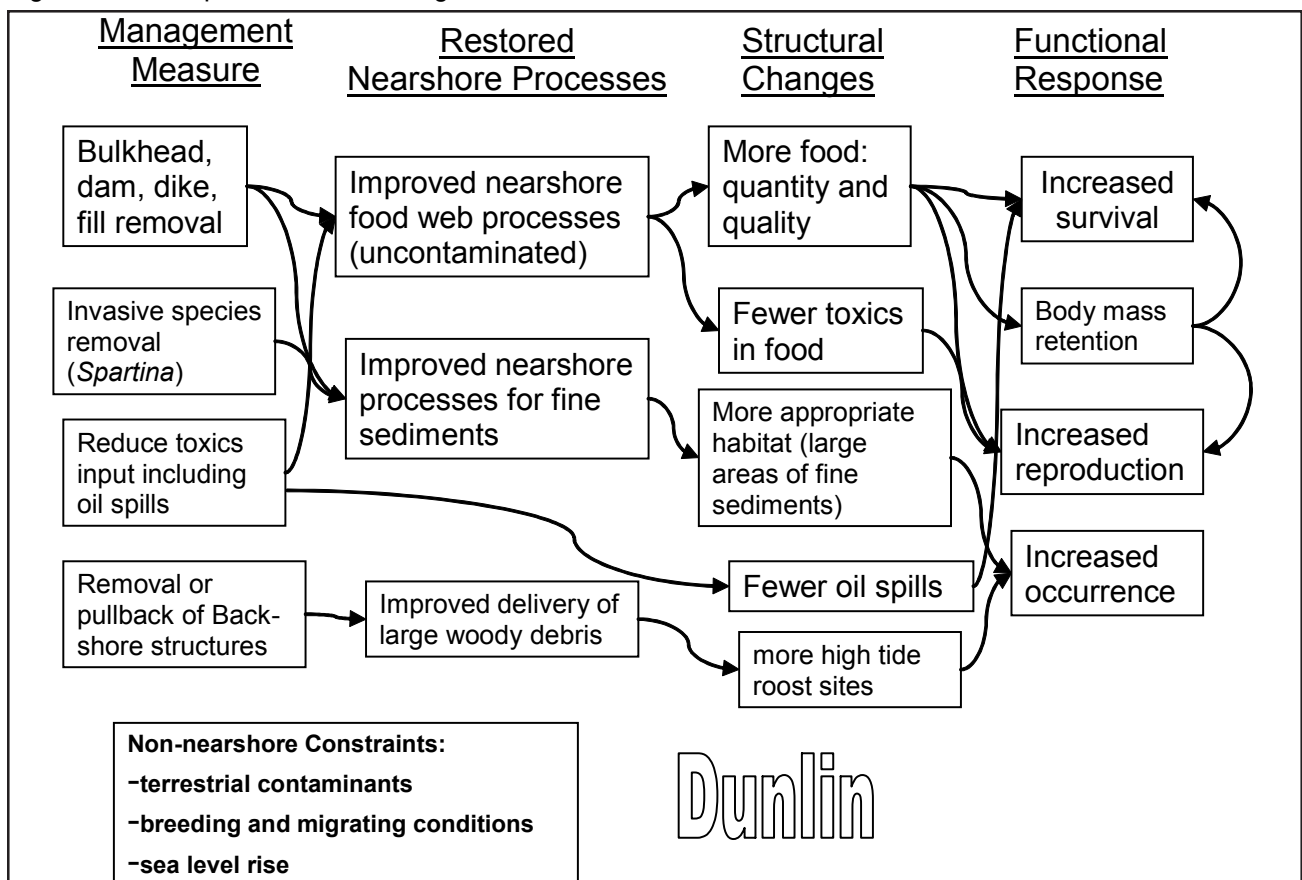 Management
Measure
Restored
Nearshore Processes
Structural
Changes
Functional
Response
Bulkhead,
dam, dike,
fill removal
Invasive species
removal
(Spartina)
Reduce toxics
input including
oil spills
Removal or
pullback of Back-
shore structures
Improved nearshore
food web processes
(uncontaminated)
Improved nearshore
processes for fine
sediments
Improved delivery of
large woody debris
More food:
quantity and
quality
Fewer toxics
in food
More appropriate
habitat (large
areas of fine
sediments)
Fewer oil spills
more high tide
roost sites
Increased
survival
Body mass
retention
Increased
reproduction
Increased
occurrence
Non-nearshore Constraints:
-terrestrial contaminants
-breeding and migrating conditions
-sea level rise
Dunlin